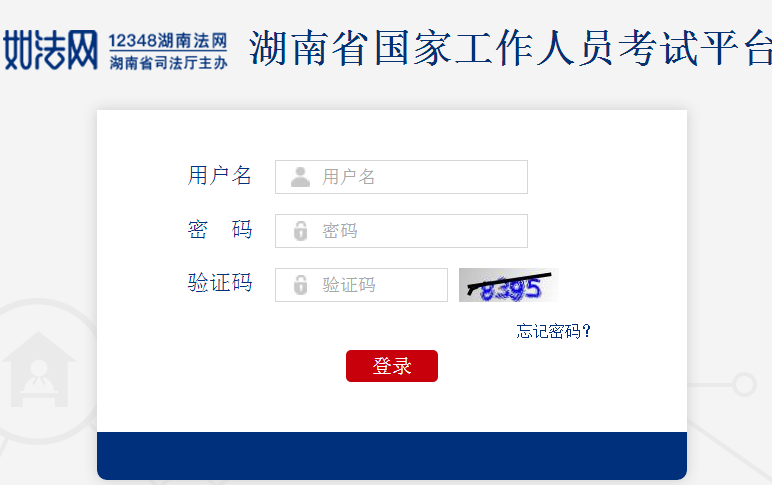 如法网 12348湖南法网 湖南省国家工作人员考试平台
湖南省司法厅主办
用户名 用户名
密 码 密码
验证码 验证码 8395
忘记密码?
登录